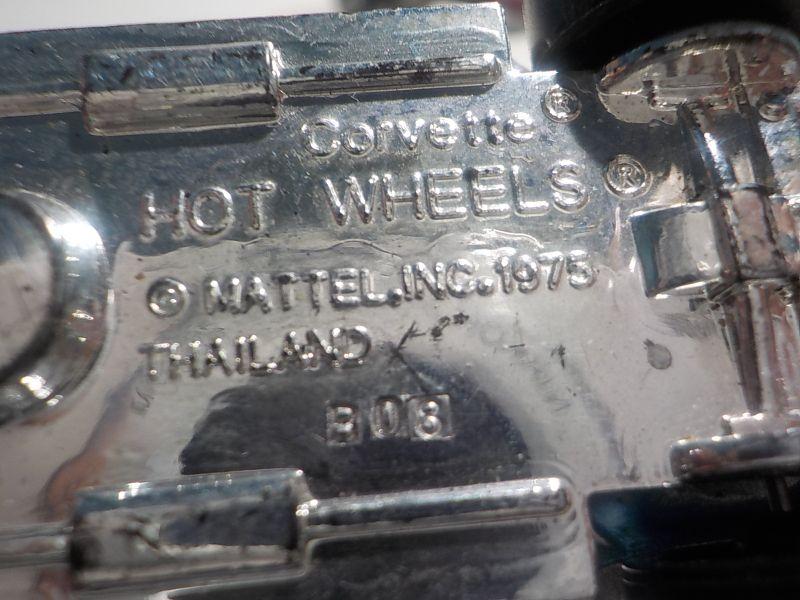 Corvette®
HOT WHEELS®
© MATTEL, INC. 1975
THAILAND
B08